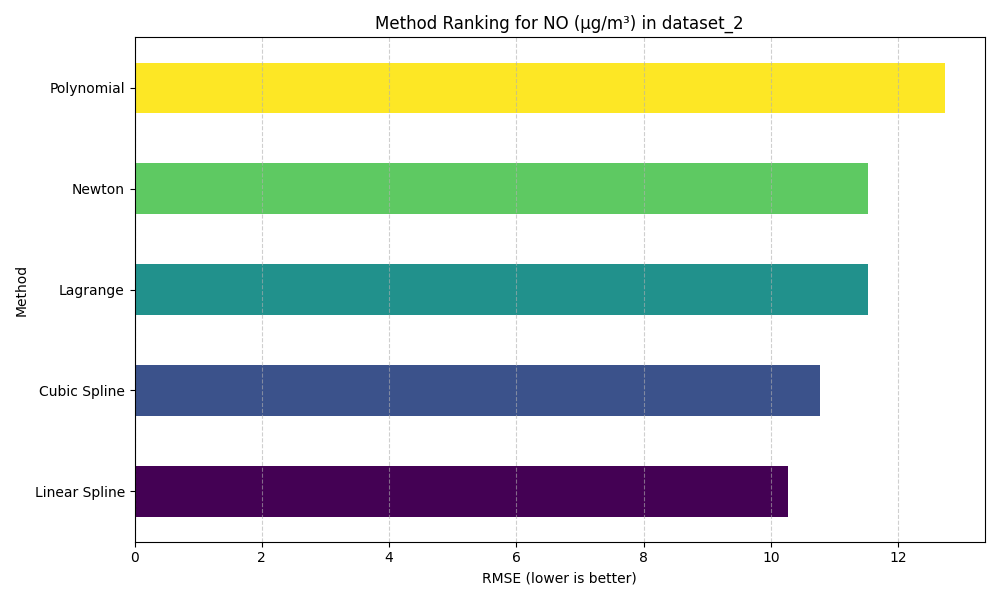 Method Ranking for NO (µg/m³) in dataset_2
Polynomial
Newton
Lagrange
Cubic Spline
Linear Spline
Method
0 2 4 6 8 10 12
RMSE (lower is better)